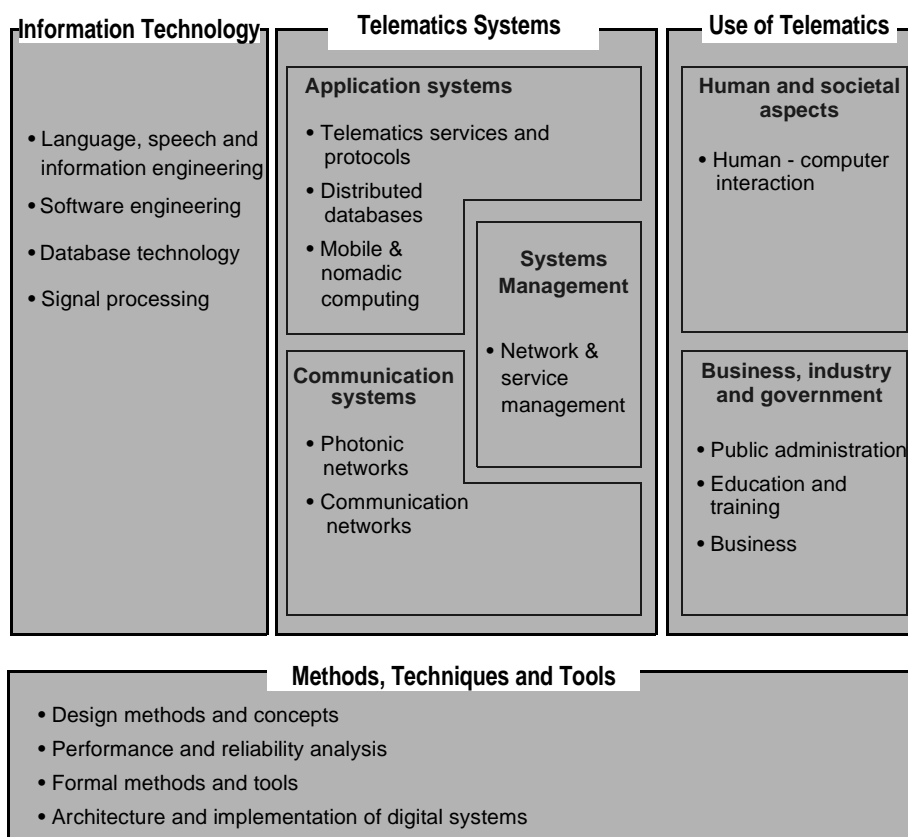 Information Technology
• Language, speech and
information engineering
• Software engineering
• Database technology
• Signal processing
Telematics Systems
Application systems
• Telematics services and
protocols
• Distributed
databases
• Mobile &
nomadic
computing
Systems
Management
• Network &
service
management
Communication
systems
• Photonic
networks
• Communication
networks
Use of Telematics
Human and societal
aspects
• Human - computer
interaction
Business, industry
and government
• Public administration
• Education and
training
• Business
Methods, Techniques and Tools
• Design methods and concepts
• Performance and reliability analysis
• Formal methods and tools
• Architecture and implementation of digital systems